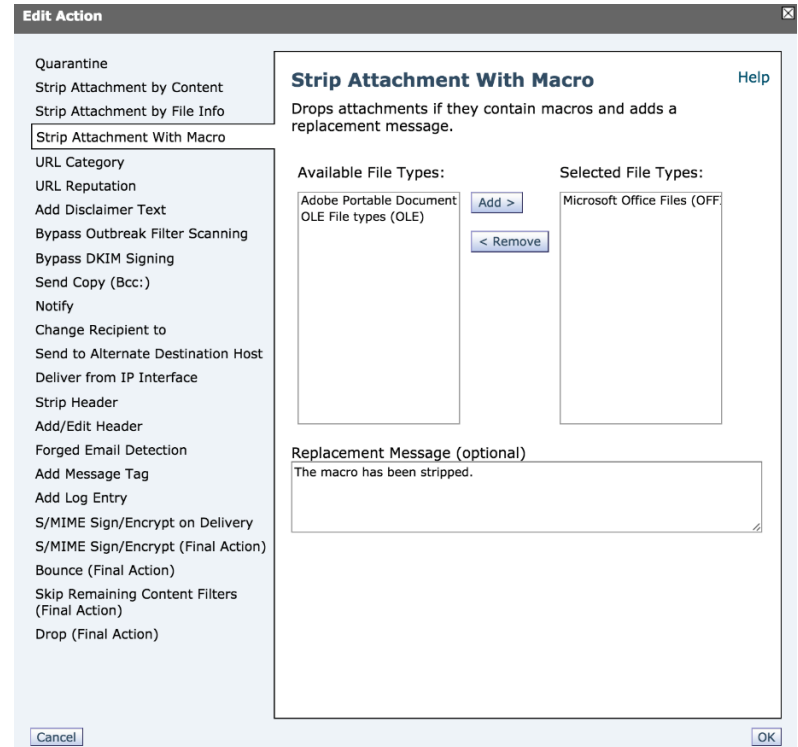 Edit Action
Quarantine
Strip Attachment by Content
Strip Attachment by File Info
Strip Attachment With Macro
URL Category
URL Reputation
Add Disclaimer Text
Bypass Outbreak Filter Scanning
Bypass DKIM Signing
Send Copy (Bcc:)
Notify
Change Recipient to
Send to Alternate Destination Host
Deliver from IP Interface
Strip Header
Add/Edit Header
Forged Email Detection
Add Message Tag
Add Log Entry
S/MIME Sign/Encrypt on Delivery
S/MIME Sign/Encrypt (Final Action)
Bounce (Final Action)
Skip Remaining Content Filters
(Final Action)
Drop (Final Action)
Strip Attachment With Macro
Help
Drops attachments if they contain macros and adds a
replacement message.
Available File Types:
Adobe Portable Document
OLE File types (OLE)
Add >
< Remove
Selected File Types:
Microsoft Office Files (OFF
Replacement Message (optional)
The macro has been stripped.
Cancel
OK